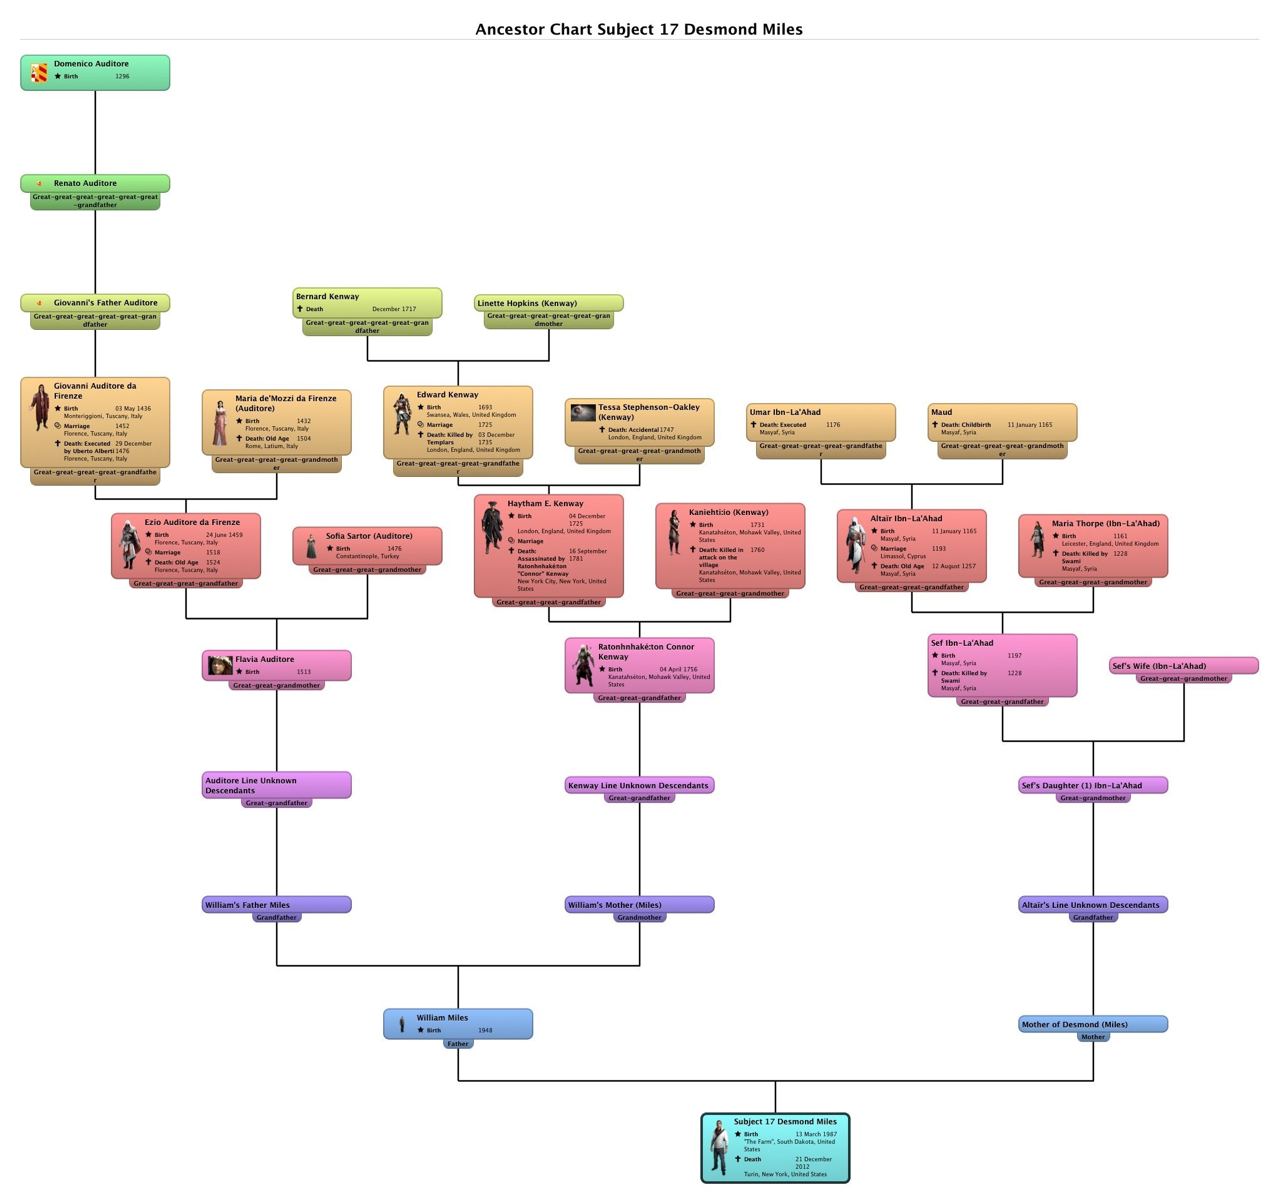 Ancestor Chart Subject 17 Desmond Miles
Domenico Auditore
Birth 1296
Renato Auditore
Great-great-great-great-great-great
-grandfather
Giovanni's Father Auditore
Great-great-great-great-great-gran
dfather
Bernard Kenway
Death December 1717
Great-great-great-great-great-gran
dfather
Linette Hopkins (Kenway)
Great-great-great-great-great-gran
dmother
Giovanni Auditore da
Firenze
Birth 03 May 1436
Monteriggioni, Tuscany, Italy
Marriage 1452
Florence, Tuscany, Italy
Death: Executed 29 December
by Uberto Alberti 1476
Florence, Tuscany, Italy
Great-great-great-great-grandfathe
r
Maria de'Mozzi da Firenze
(Auditore)
Birth 1432
Florence, Tuscany, Italy
Death: Old Age 1504
Rome, Latium, Italy
Great-great-great-great-grandmoth
er
Edward Kenway
Birth 1693
Swansea, Wales, United Kingdom
Marriage 1725
Death: Killed by 03 December
Templars 1735
London, England, United Kingdom
Great-great-great-great-grandfathe
r
Tessa Stephenson-Oakley
(Kenway)
Death: Accidental 1747
London, England, United Kingdom
Great-great-great-great-grandmoth
er
Umar Ibn-La'Ahad
Death: Executed 1176
Masyaf, Syria
Great-great-great-great-grandfathe
r
Maud
Death: Childbirth 11 January 1165
Masyaf, Syria
Great-great-great-great-grandmoth
er
Ezio Auditore da Firenze
Birth 24 June 1459
Florence, Tuscany, Italy
Marriage 1518
Death: Old Age 1524
Florence, Tuscany, Italy
Great-great-great-grandfather
Sofia Sartor (Auditore)
Birth 1476
Constantinople, Turkey
Great-great-great-grandmother
Haytham E. Kenway
Birth 04 December
1725
London, England, United Kingdom
Marriage
Death: 16 September
Assassinated by 1781
Ratonhnhaké:ton
"Connor" Kenway
New York City, New York, United
States
Great-great-great-grandfather
Kaniehtí:io (Kenway)
Birth 1731
Kanatahséton, Mohawk Valley, United
States
Death: Killed in 1760
attack on the
village
Kanatahséton, Mohawk Valley, United
States
Great-great-great-grandmother
Altaïr Ibn-La'Ahad
Birth 11 January 1165
Masyaf, Syria
Marriage 1193
Limassol, Cyprus
Death: Old Age 12 August 1257
Masyaf, Syria
Great-great-great-grandfather
Maria Thorpe (Ibn-La'Ahad)
Birth 1161
Leicester, England, United Kingdom
Death: Killed by 1228
Swami
Masyaf, Syria
Great-great-great-grandmother
Flavia Auditore
Birth 1513
Great-great-grandmother
Ratonhnhaké:ton Connor
Kenway
Birth 04 April 1756
Kanatahséton, Mohawk Valley, United
States
Great-great-grandfather
Sef Ibn-La'Ahad
Birth 1197
Masyaf, Syria
Death: Killed by 1228
Swami
Masyaf, Syria
Great-great-grandfather
Sef's Wife (Ibn-La'Ahad)
Great-great-grandmother
Auditore Line Unknown
Descendants
Great-grandfather
Kenway Line Unknown Descendants
Great-grandfather
Sef's Daughter (1) Ibn-La'Ahad
Great-grandmother
William's Father Miles
Grandfather
William's Mother (Miles)
Grandmother
Altaïr's Line Unknown Descendants
Grandfather
William Miles
Birth 1948
Father
Mother of Desmond (Miles)
Mother
Subject 17 Desmond Miles
Birth 13 March 1987
"The Farm", South Dakota, United
States
Death 21 December
2012
Turin, New York, United States